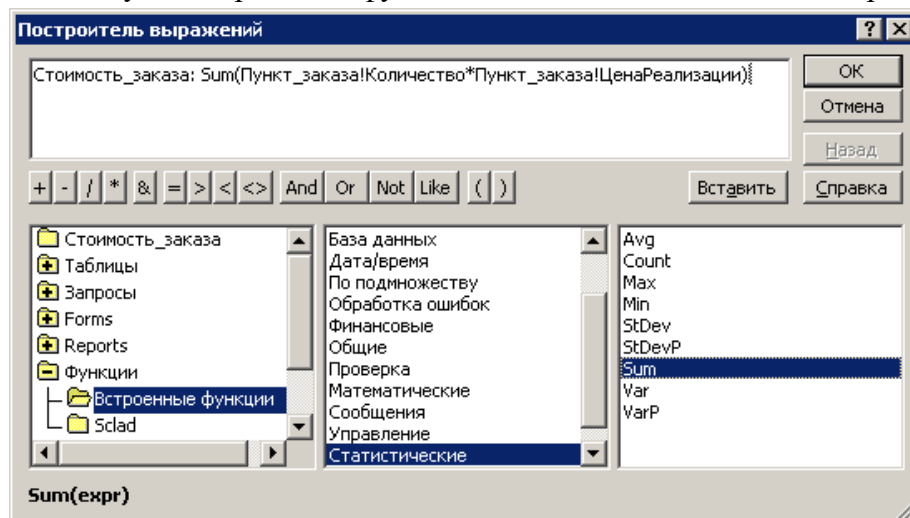 Построитель выражений
Стоимость_заказа: Sum(Пункт_заказа!Количество*Пункт_заказа!ЦенаРеализации)
ОК
Отмена
Назад
+ - / * & = > < <> And Or Not Like ( ) Вставить Справка
Стоимость_заказа
Таблицы
Запросы
Forms
Reports
Функции
Встроенные функции
Sclad
База данных
Дата/время
По подмножеству
Обработка ошибок
Финансовые
Общие
Проверка
Математические
Сообщения
Управление
Статистические
Avg
Count
Max
Min
StDev
StDevP
Sum
Var
VarP
Sum(expr)